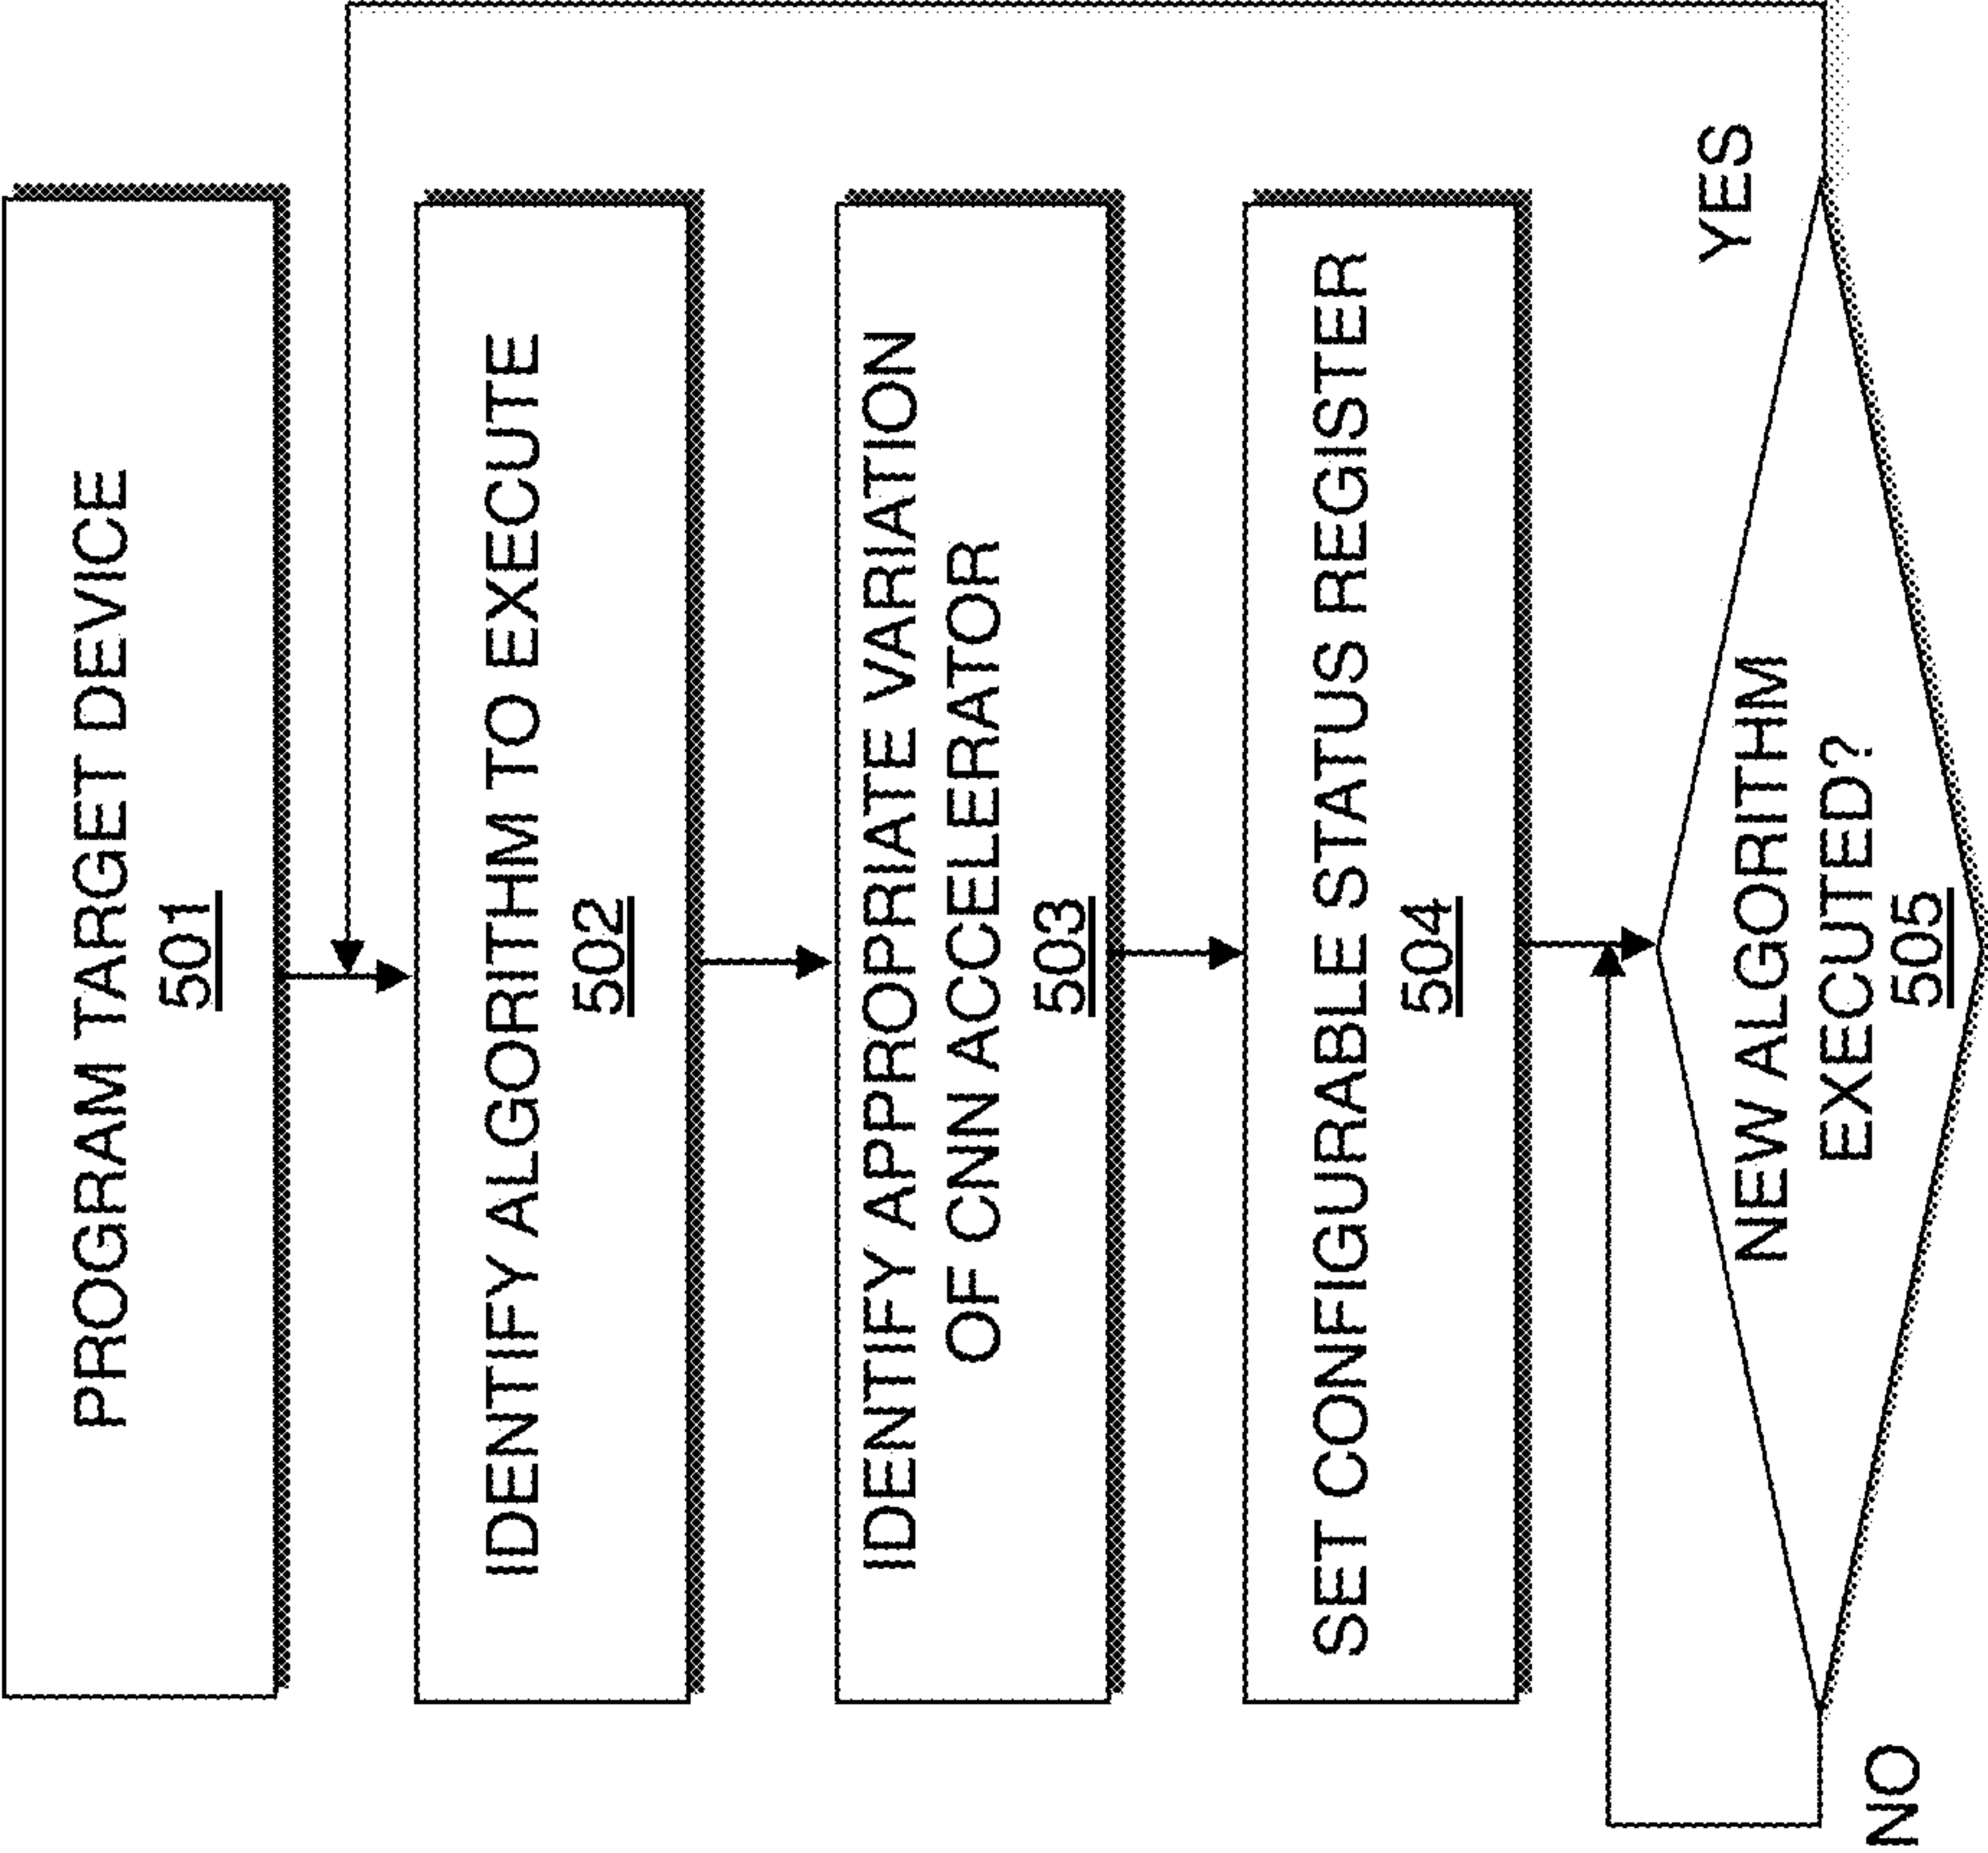 PROGRAM TARGET DEVICE
501
IDENTIFY ALGORITHM TO EXECUTE
502
IDENTIFY APPROPRIATE VARIATION
OF CNN ACCELERATOR
503
SET CONFIGURABLE STATUS REGISTER
504
NEW ALGORITHM
EXECUTED?
505
YES
NO